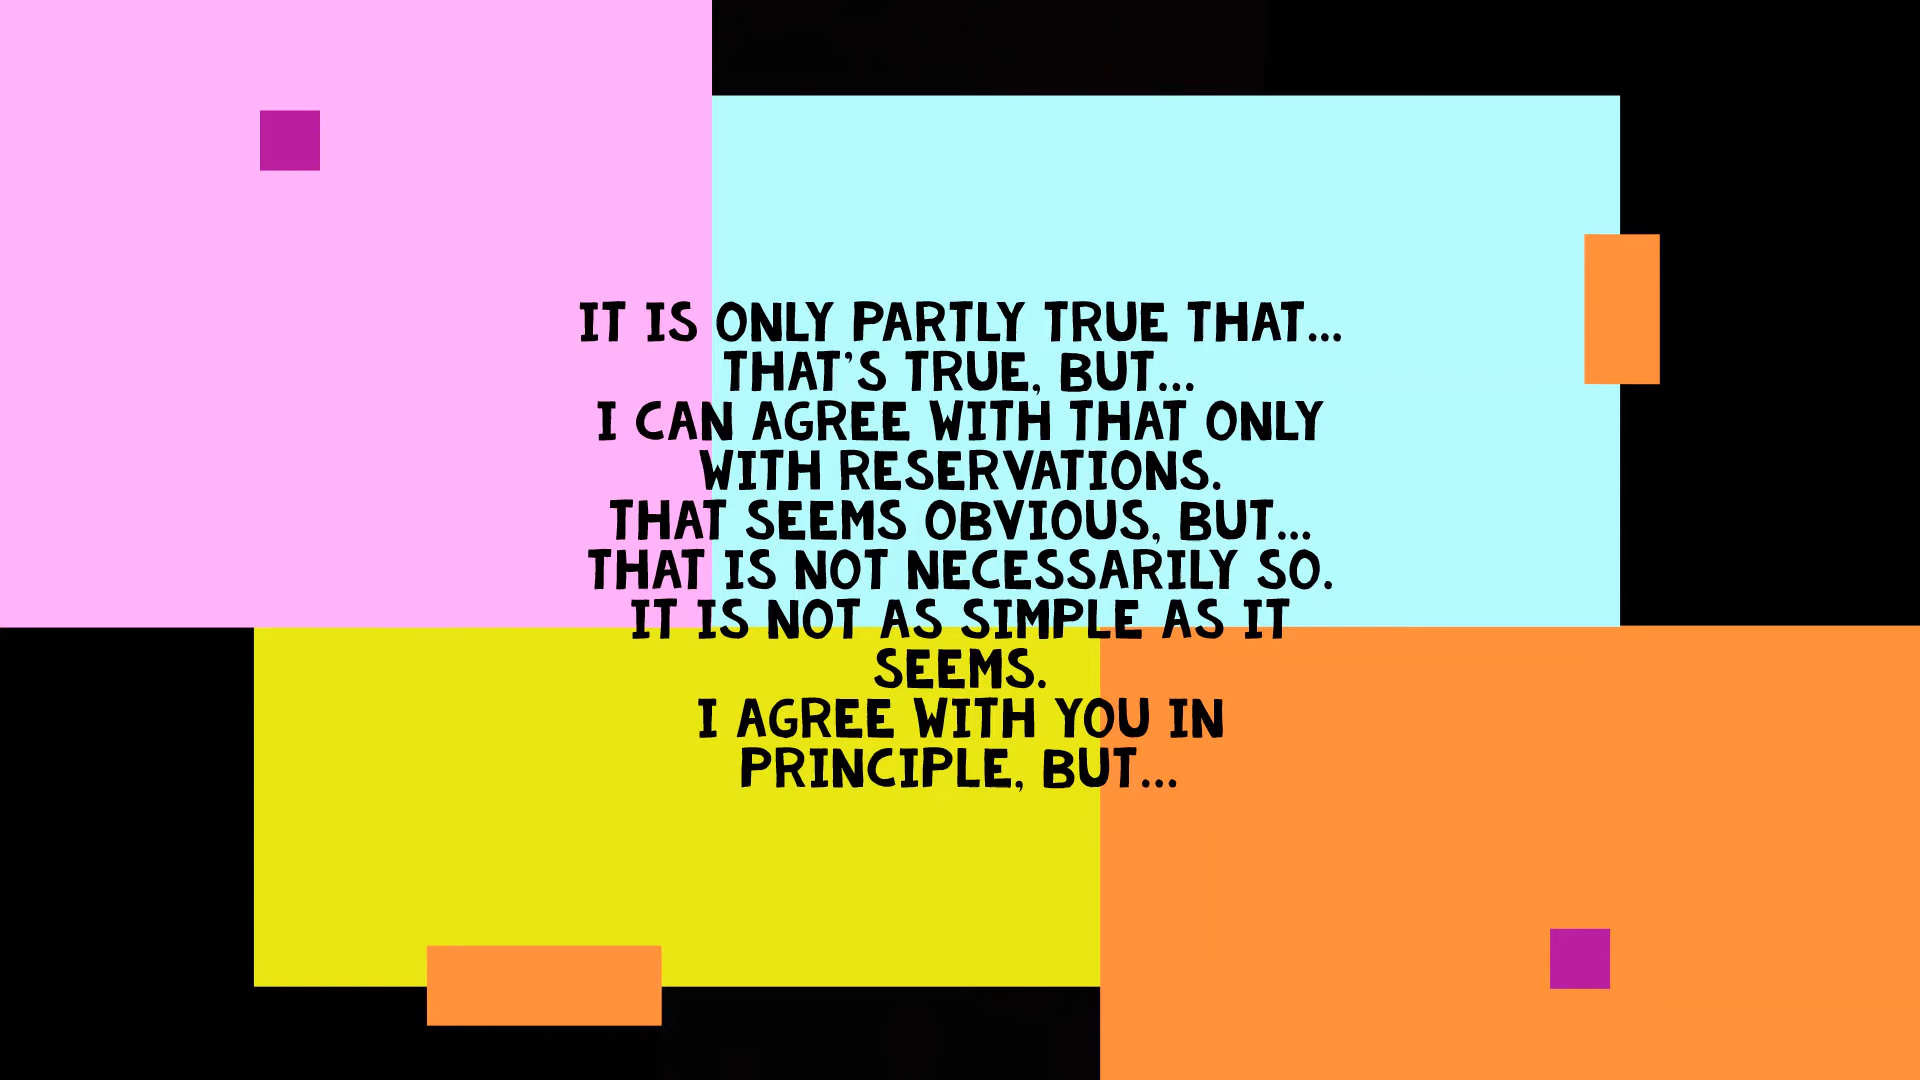 IT IS ONLY PARTLY TRUE THAT...
THAT'S TRUE, BUT...
I CAN AGREE WITH THAT ONLY
WITH RESERVATIONS.
THAT SEEMS OBVIOUS, BUT...
THAT IS NOT NECESSARILY SO.
IT IS NOT AS SIMPLE AS IT
SEEMS.
I AGREE WITH YOU IN
PRINCIPLE, BUT...